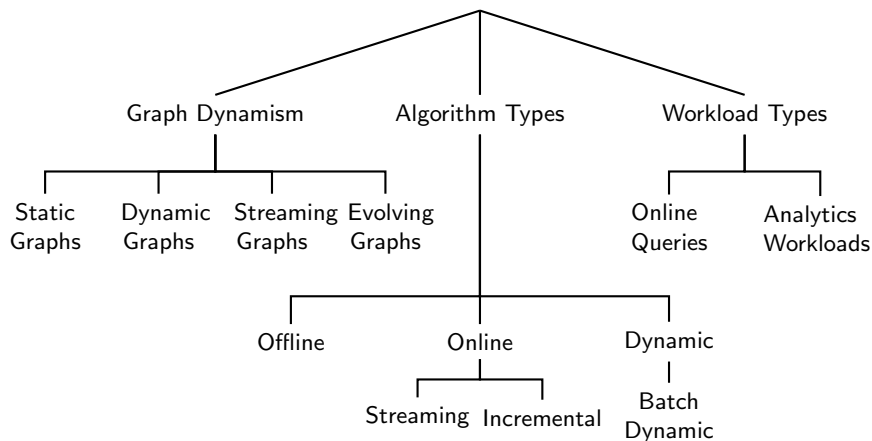 Graph Dynamism
Algorithm Types
Workload Types
Static
Graphs
Dynamic
Graphs
Streaming
Graphs
Evolving
Graphs
Online
Queries
Analytics
Workloads
Offline
Online
Dynamic
Streaming
Incremental
Batch
Dynamic